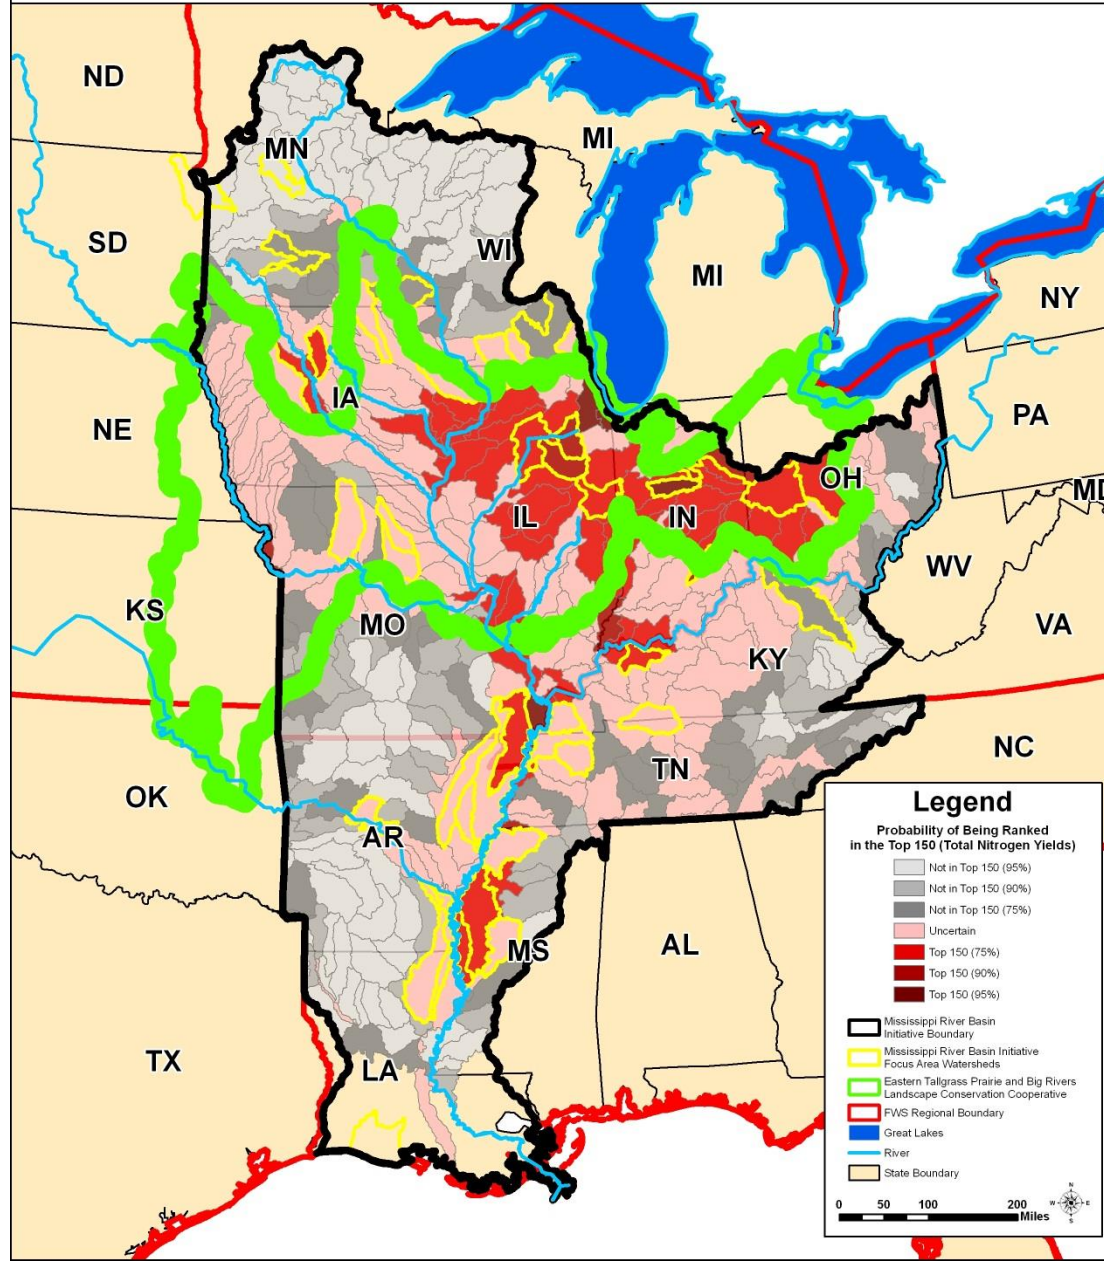 ND
MN
MI
SD
WI
MI
NY
IA
NE
PA
OH
MD
IL
IN
WV
KS
MO
VA
KY
NC
TN
OK
AR
MS
AL
TX
LA
Legend
Probability of Being Ranked
in the Top 150 (Total Nitrogen Yields)
Not in Top 150 (95%)
Not in Top 150 (90%)
Not in Top 150 (75%)
Uncertain
Top 150 (75%)
Top 150 (90%)
Top 150 (95%)
Mississippi River Basin
Initiative Boundary
Mississippi River Basin Initiative
Focus Area Watersheds
Eastern Tallgrass Prairie and Big Rivers
Landscape Conservation Cooperative
FWS Regional Boundary
Great Lakes
River
State Boundary
N
W E
S
0 50 100 200
Miles